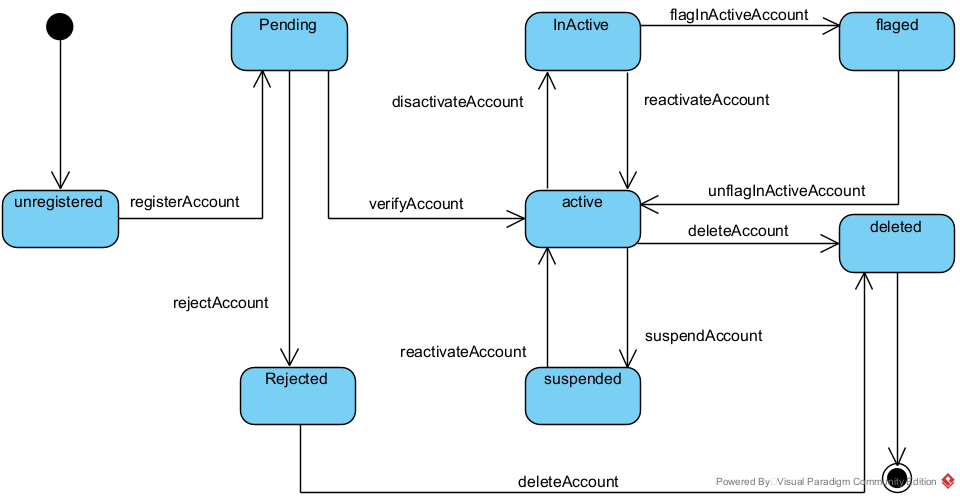 Pending
InActive
flagInActiveAccount
flaged
disactivateAccount
reactivateAccount
unregistered
registerAccount
verifyAccount
active
unflagInActiveAccount
deleteAccount
deleted
rejectAccount
reactivateAccount
suspendAccount
Rejected
suspended
deleteAccount
Powered By Visual Paradigm Community Edition